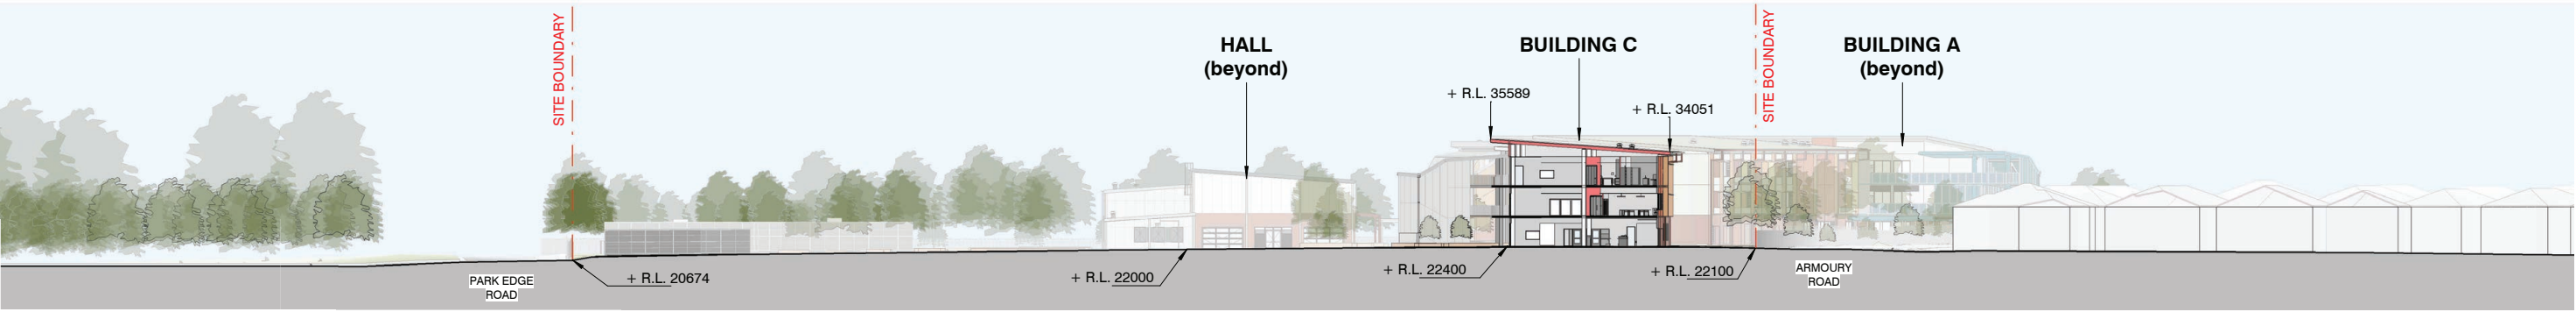 SITE BOUNDARY
HALL
(beyond)
BUILDING C
SITE BOUNDARY
BUILDING A
(beyond)
+ R.L. 35589
+ R.L. 34051
PARK EDGE
ROAD
+ R.L. 20674
+ R.L. 22000
+ R.L. 22400
+ R.L. 22100
ARMOURY
ROAD